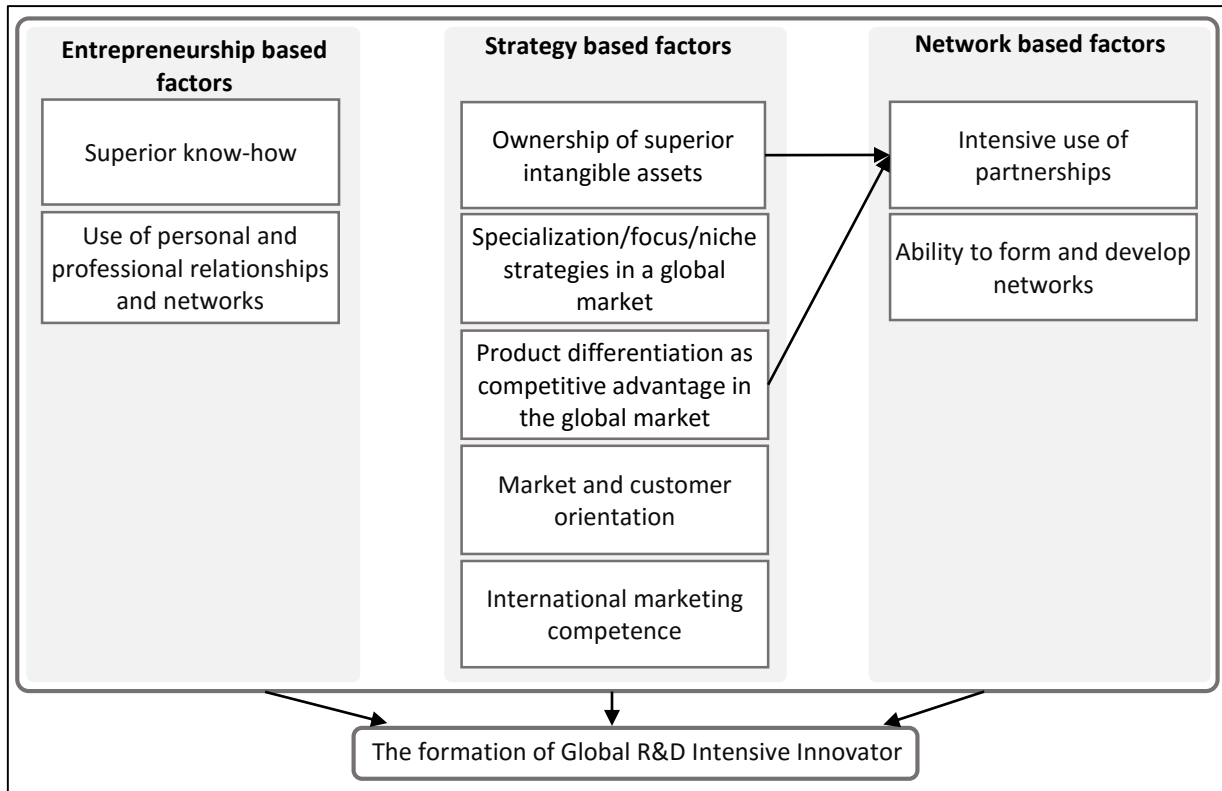 Entrepreneurship based
factors
Superior know-how
Use of personal and
professional relationships
and networks
Strategy based factors
Ownership of superior
intangible assets
Specialization/focus/niche
strategies in a global
market
Product differentiation as
competitive advantage in
the global market
Market and customer
orientation
International marketing
competence
Network based factors
Intensive use of
partnerships
Ability to form and develop
networks
The formation of Global R&D Intensive Innovator